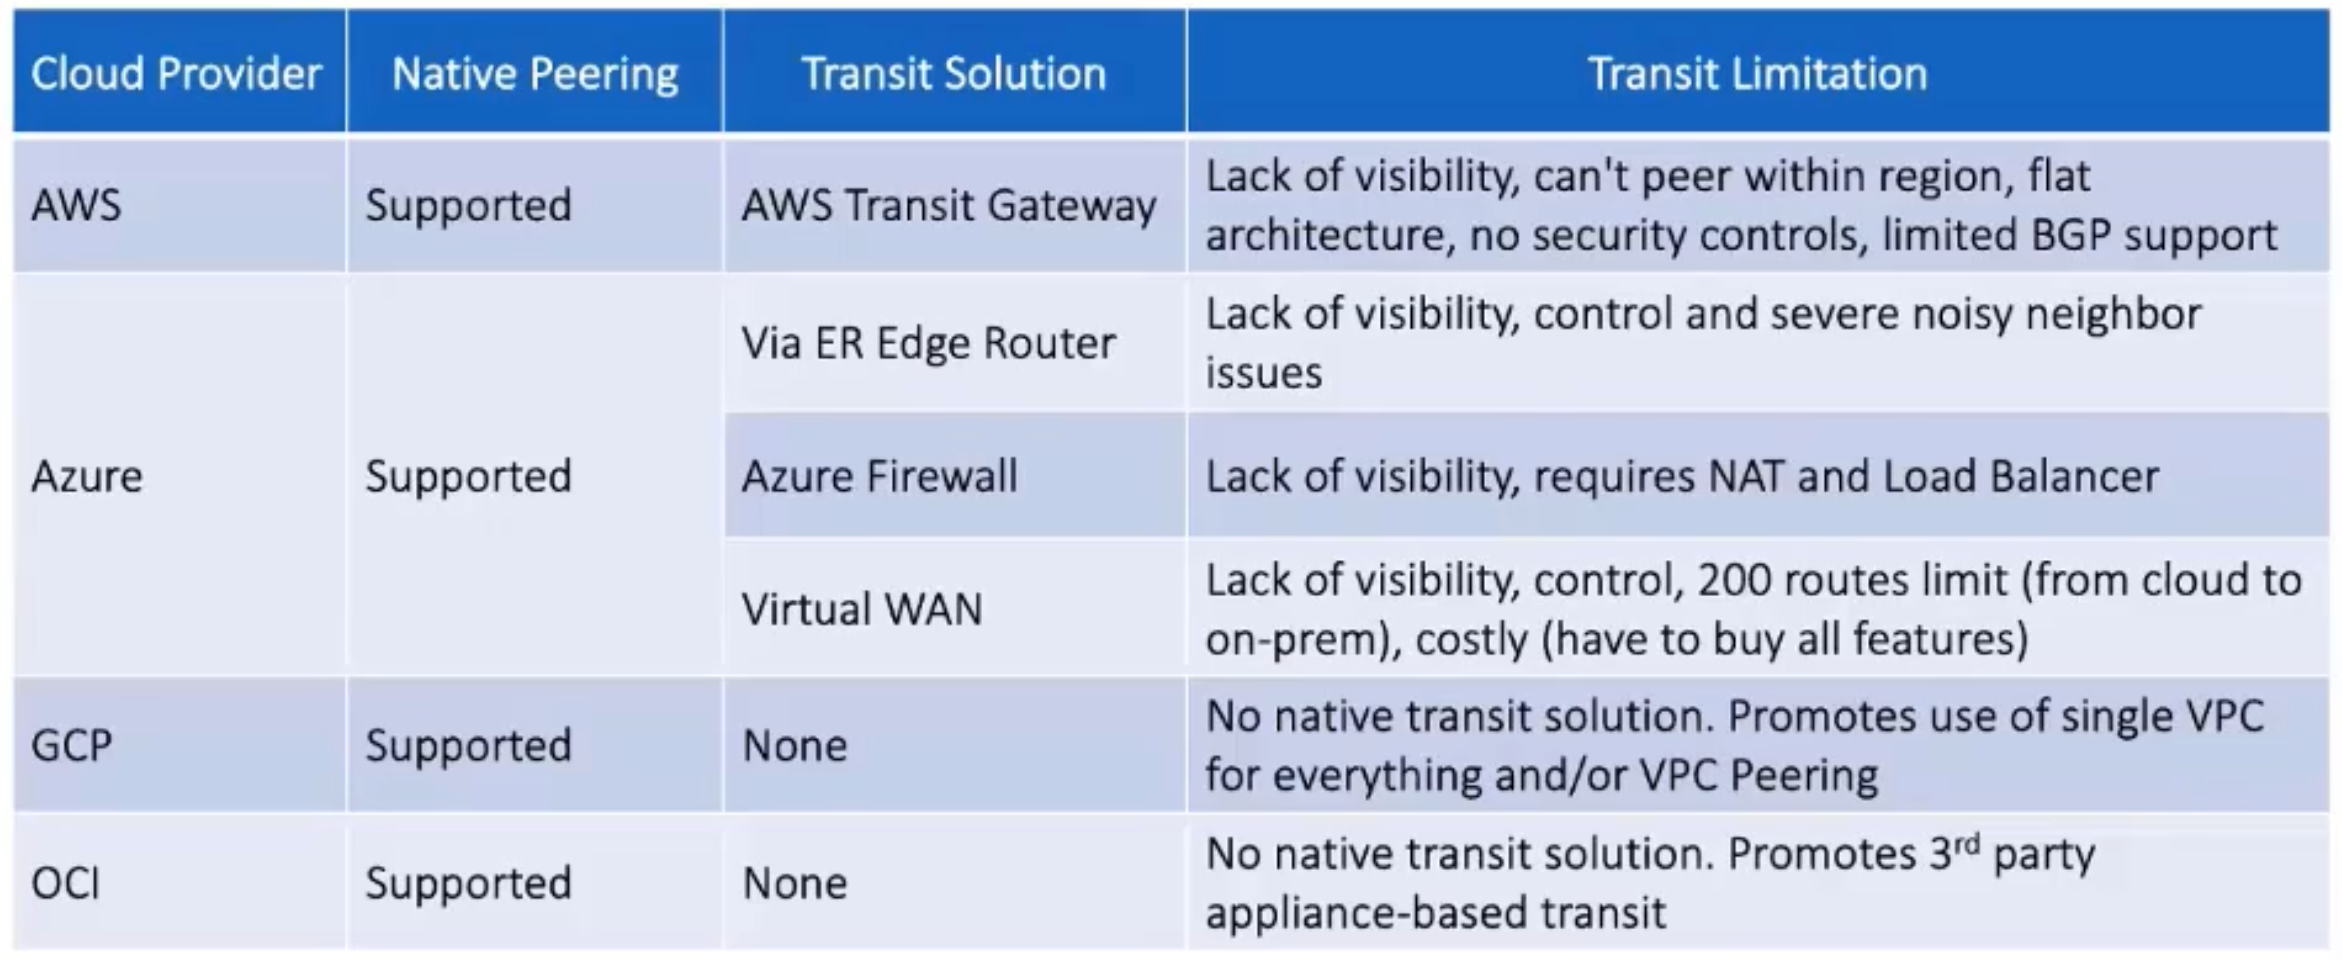 Cloud Provider Native Peering Transit Solution Transit Limitation
AWS Supported AWS Transit Gateway Lack of visibility, can't peer within region, flat
architecture, no security controls, limited BGP support
Azure Supported Via ER Edge Router Lack of visibility, control and severe noisy neighbor
issues
Azure Firewall Lack of visibility, requires NAT and Load Balancer
Virtual WAN Lack of visibility, control, 200 routes limit (from cloud to
on-prem), costly (have to buy all features)
GCP Supported None No native transit solution. Promotes use of single VPC
for everything and/or VPC Peering
OCI Supported None No native transit solution. Promotes 3rd party
appliance-based transit